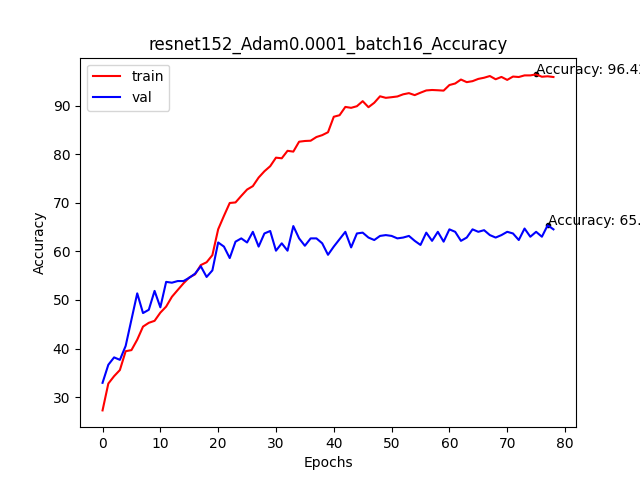 resnet152_Adam0.0001_batch16_Accuracy
train
val
Accuracy: 96.4
Accuracy: 65.
Accuracy
90
80
70
60
50
40
30
0 10 20 30 40 50 60 70 80
Epochs